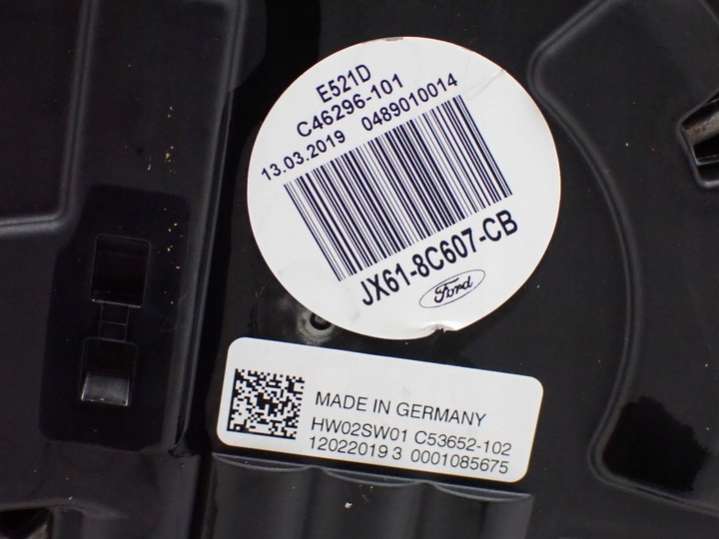 E521D
C46296-101
13.03.2019 0489010014
JX61-8C607-CB
Ford
MADE IN GERMANY
HW02SW01 C53652-102
12022019 3 0001085675